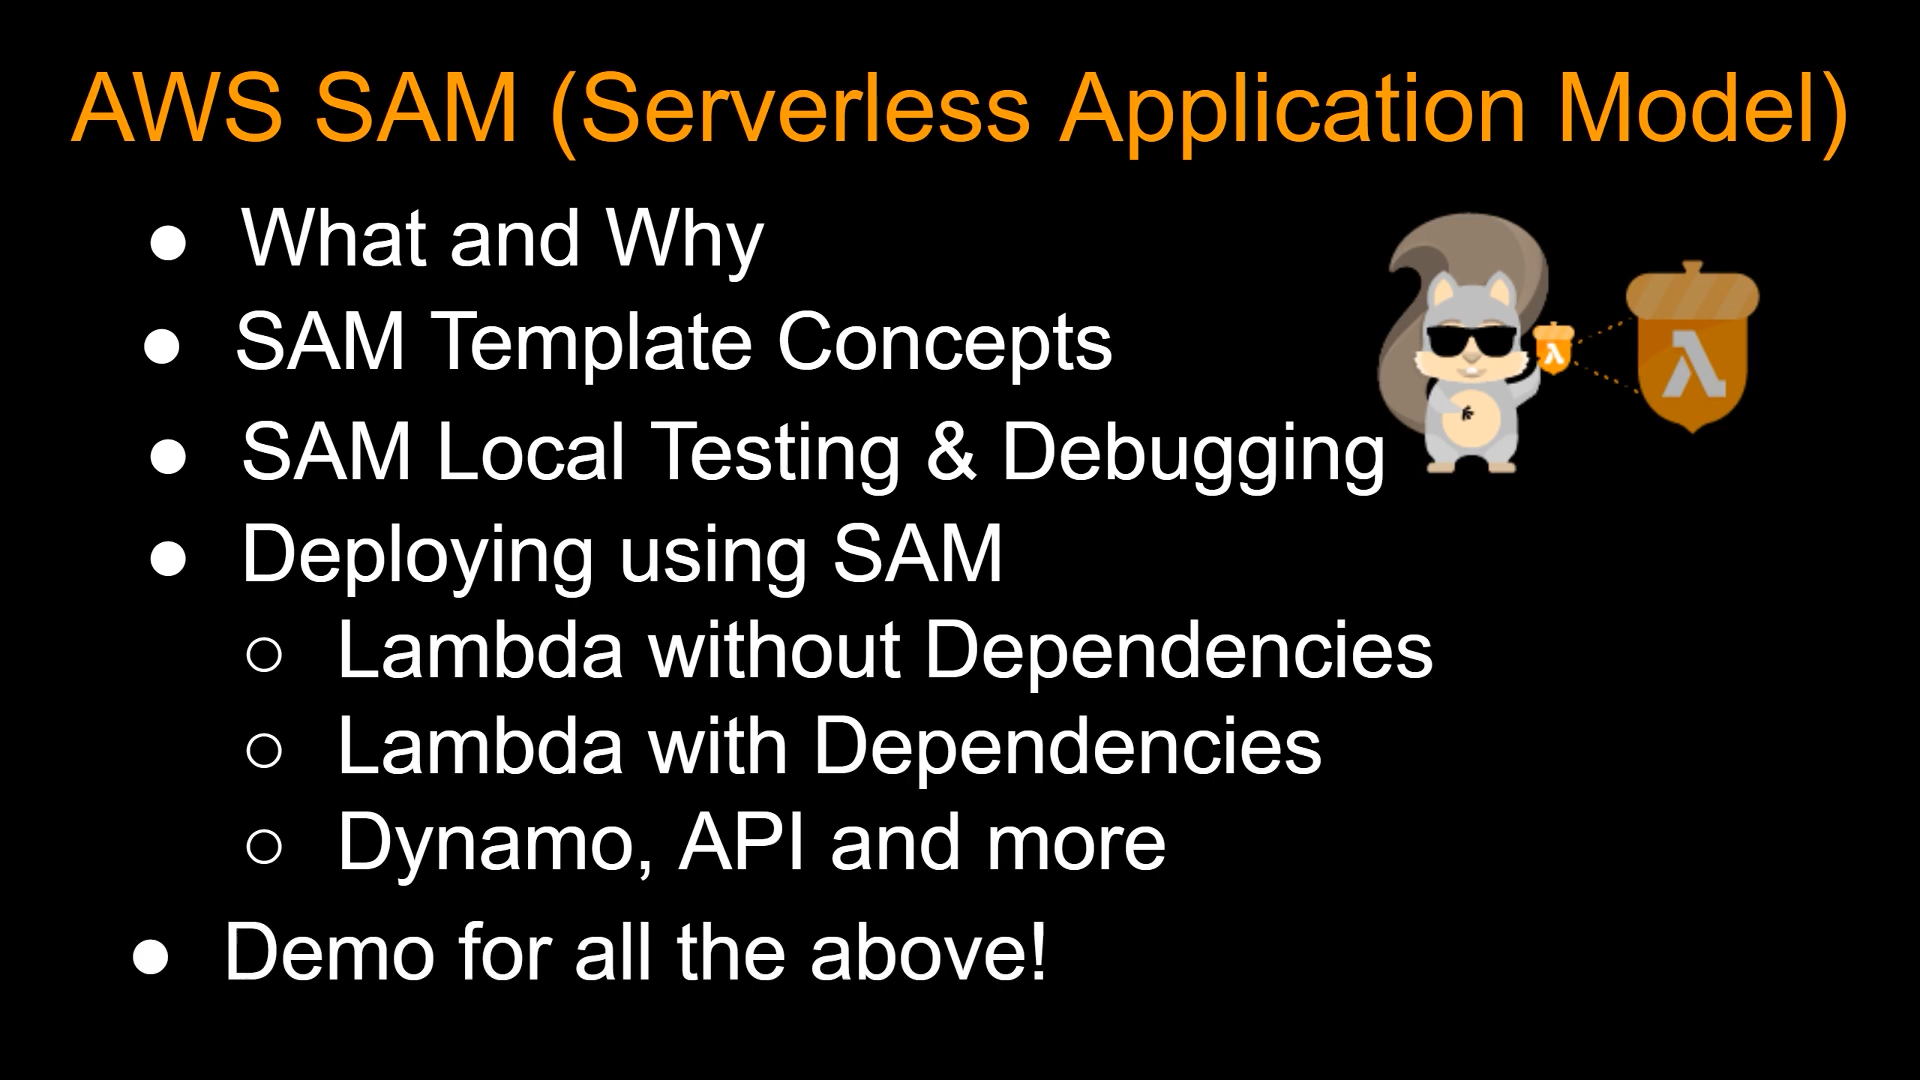 AWS SAM (Serverless Application Model)
● What and Why
● SAM Template Concepts
● SAM Local Testing & Debugging
● Deploying using SAM
○ Lambda without Dependencies
○ Lambda with Dependencies
○ Dynamo, API and more
● Demo for all the above!